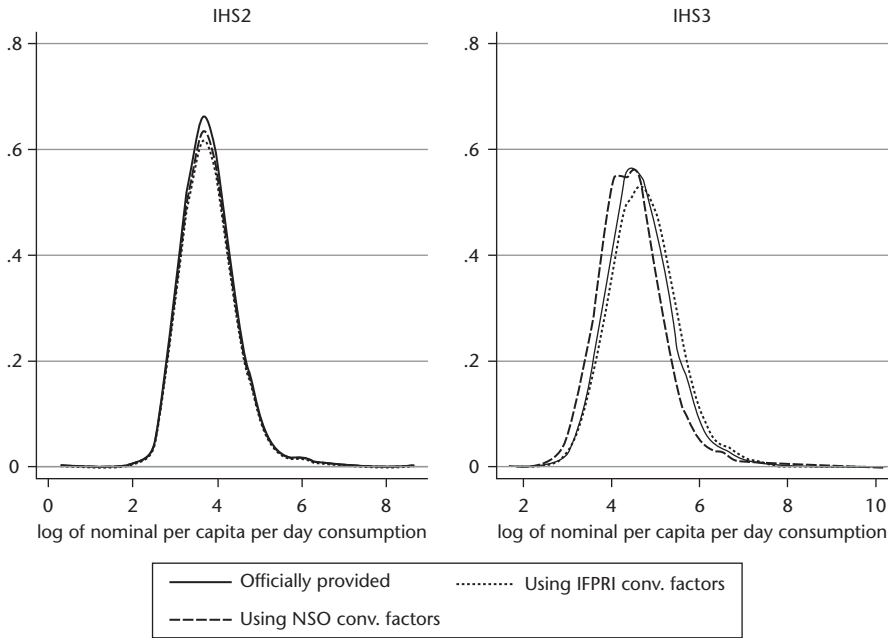 IHS2
.8
.6
.4
.2
0
0 2 4 6 8
log of nominal per capita per day consumption
IHS3
.8
.6
.4
.2
0
2 4 6 8 10
log of nominal per capita per day consumption
Officially provided
Using IFPRI conv. factors
Using NSO conv. factors